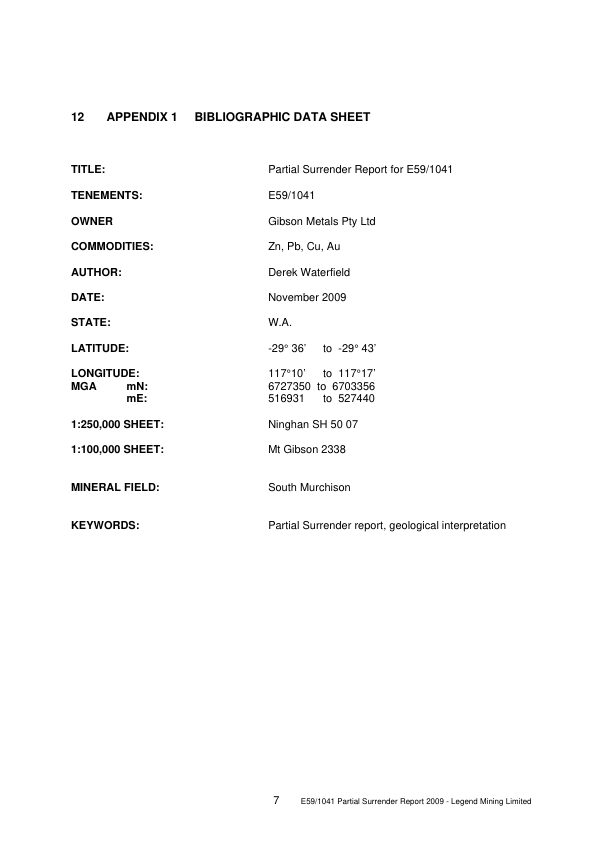 12 APPENDIX 1 BIBLIOGRAPHIC DATA SHEET
TITLE: Partial Surrender Report for E59/1041
TENEMENTS: E59/1041
OWNER Gibson Metals Pty Ltd
COMMODITIES: Zn, Pb, Cu, Au
AUTHOR: Derek Waterfield
DATE: November 2009
STATE: W.A.
LATITUDE: -29° 36’ to -29° 43’
LONGITUDE: 117°10’ to 117°17’
MGA mN: 6727350 to 6703356
mE: 516931 to 527440
1:250,000 SHEET: Ninghan SH 50 07
1:100,000 SHEET: Mt Gibson 2338
MINERAL FIELD: South Murchison
KEYWORDS: Partial Surrender report, geological interpretation
7 E59/1041 Partial Surrender Report 2009 - Legend Mining Limited